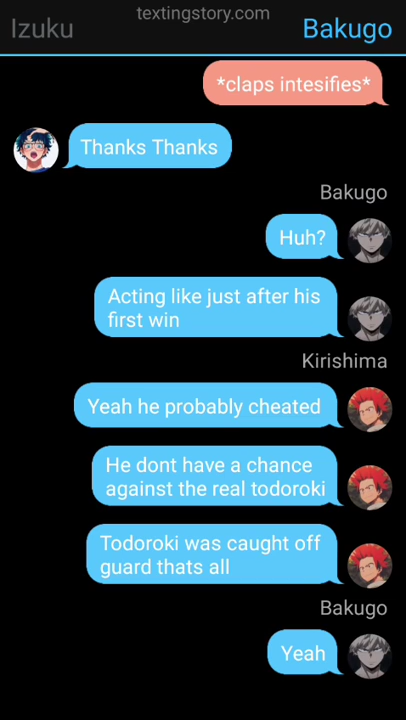 textingstory.com
Izuku
Bakugo
*claps intesifies*
Thanks Thanks
Bakugo
Huh?
Acting like just after his
first win
Kirishima
Yeah he probably cheated
He dont have a chance
against the real todoroki
Todoroki was caught off
guard thats all
Bakugo
Yeah